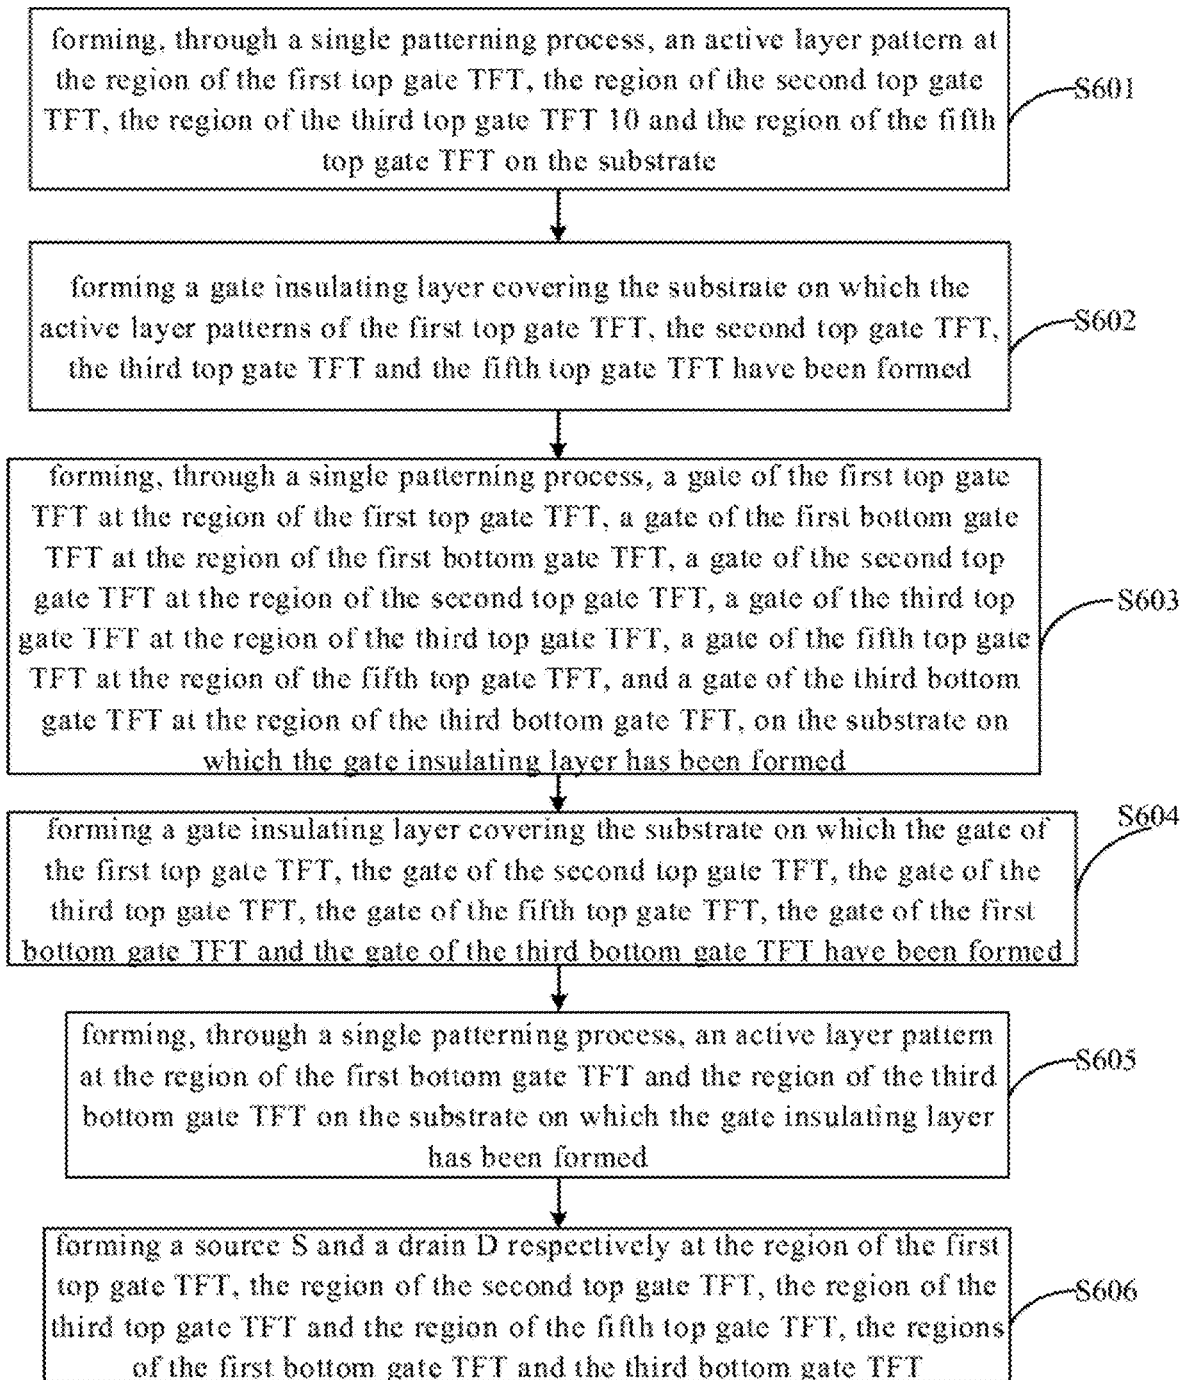 forming, through a single patterning process, an active layer pattern at
the region of the first top gate TFT, the region of the second top gate
TFT, the region of the third top gate TFT 10 and the region of the fifth
top gate TFT on the substrate
S601
forming a gate insulating layer covering the substrate on which the
active layer patterns of the first top gate TFT, the second top gate TFT,
the third top gate TFT and the fifth top gate TFT have been formed
S602
forming, through a single patterning process, a gate of the first top gate
TFT at the region of the first top gate TFT, a gate of the first bottom gate
TFT at the region of the first bottom gate TFT, a gate of the second top
gate TFT at the region of the second top gate TFT, a gate of the third top
gate TFT at the region of the third top gate TFT, a gate of the fifth top gate
TFT at the region of the fifth top gate TFT, and a gate of the third bottom
gate TFT at the region of the third bottom gate TFT, on the substrate on
which the gate insulating layer has been formed
S603
forming a gate insulating layer covering the substrate on which the gate of
the first top gate TFT, the gate of the second top gate TFT, the gate of the
third top gate TFT, the gate of the fifth top gate TFT, the gate of the first
bottom gate TFT and the gate of the third bottom gate TFT have been formed
S604
forming, through a single patterning process, an active layer pattern
at the region of the first bottom gate TFT and the region of the third
bottom gate TFT on the substrate on which the gate insulating layer
has been formed
S605
forming a source S and a drain D respectively at the region of the first
top gate TFT, the region of the second top gate TFT, the region of the
third top gate TFT and the region of the fifth top gate TFT, the regions
of the first bottom gate TFT and the third bottom gate TFT
S606